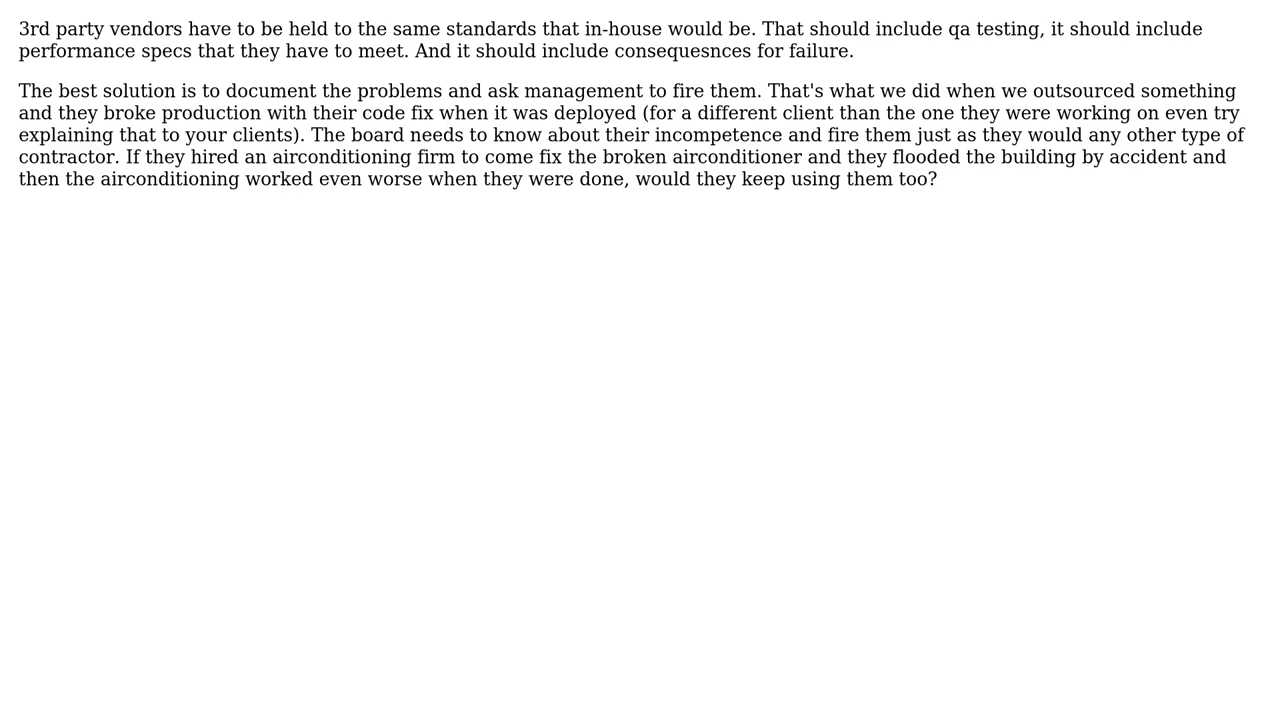 3rd party vendors have to be held to the same standards that in-house would be. That should include qa testing, it should include
performance specs that they have to meet. And it should include consequesnces for failure.
The best solution is to document the problems and ask management to fire them. That's what we did when we outsourced something
and they broke production with their code fix when it was deployed (for a different client than the one they were working on even try
explaining that to your clients). The board needs to know about their incompetence and fire them just as they would any other type of
contractor. If they hired an airconditioning firm to come fix the broken airconditioner and they flooded the building by accident and
then the airconditioning worked even worse when they were done, would they keep using them too?